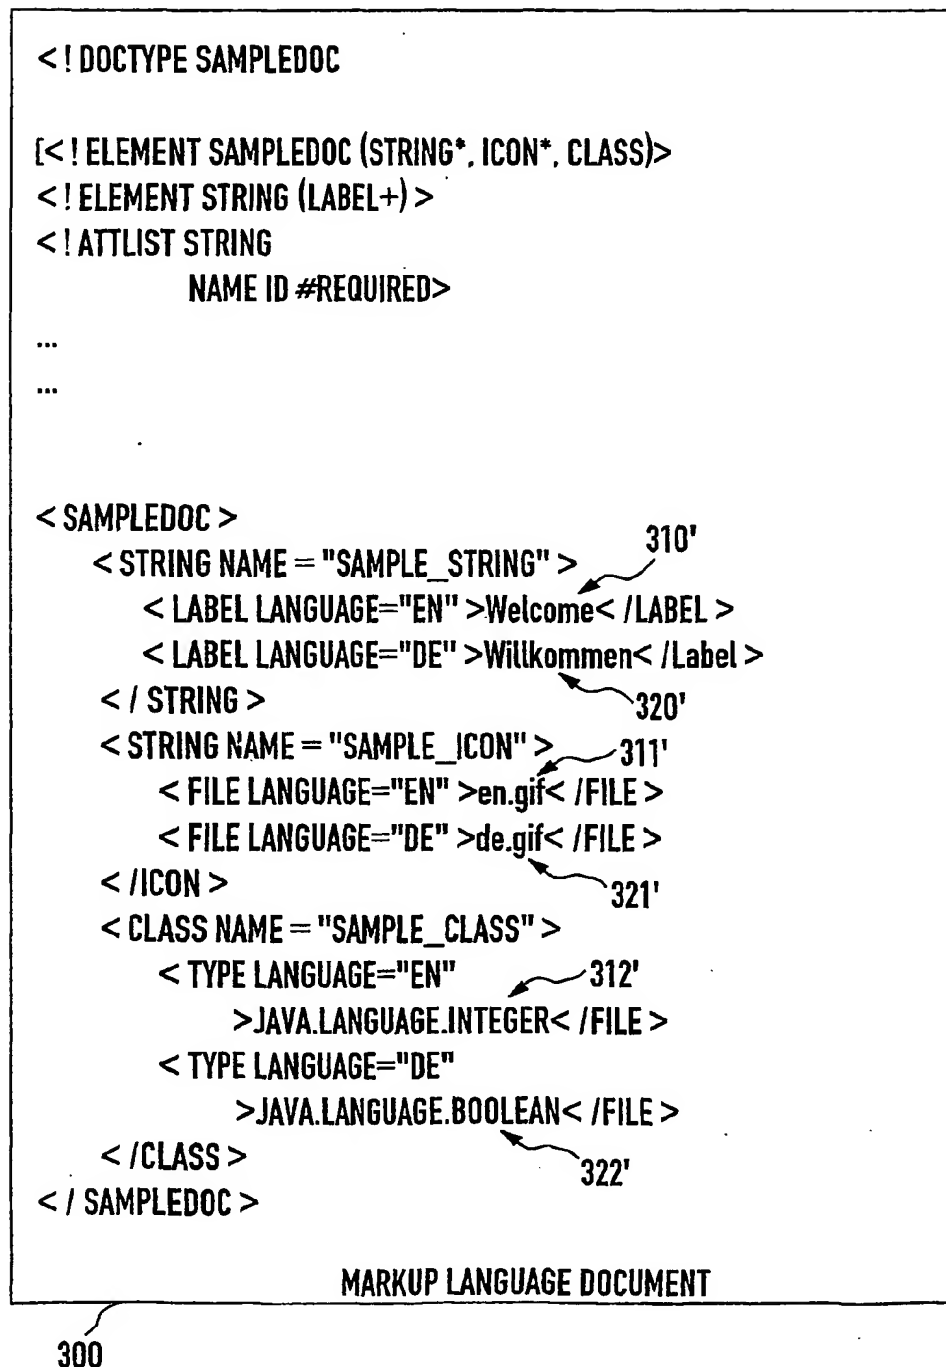 <! DOCTYPE SAMPLEDOC
[<! ELEMENT SAMPLEDOC (STRING*, ICON*, CLASS)>
<! ELEMENT STRING (LABEL+) >
<! ATTLIST STRING
NAME ID #REQUIRED>
...
...
< SAMPLEDOC >
310'
< STRING NAME = "SAMPLE_STRING" >
< LABEL LANGUAGE="EN" >Welcome< /LABEL >
< LABEL LANGUAGE="DE" >Willkommen< /Label >
< / STRING > 320'
< STRING NAME = "SAMPLE_ICON" > 311'
< FILE LANGUAGE="EN" >en.gif< /FILE >
< FILE LANGUAGE="DE" >de.gif< /FILE >
< /ICON > 321'
< CLASS NAME = "SAMPLE_CLASS" >
< TYPE LANGUAGE="EN" 312'
>JAVA.LANGUAGE.INTEGER< /FILE >
< TYPE LANGUAGE="DE"
>JAVA.LANGUAGE.BOOLEAN< /FILE >
< /CLASS > 322'
< / SAMPLEDOC >
MARKUP LANGUAGE DOCUMENT
300